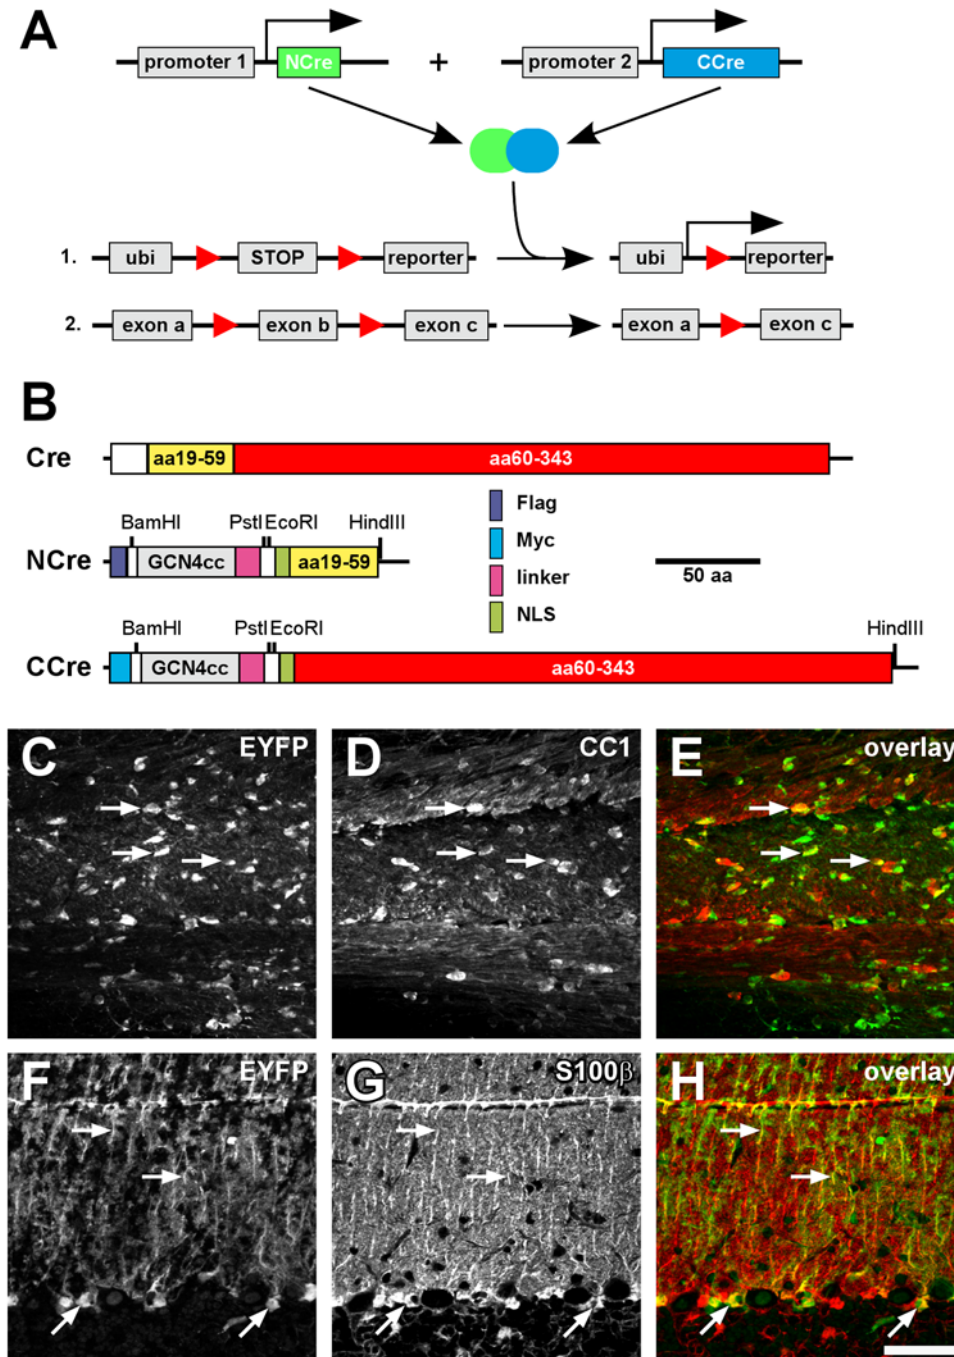 A
promoter 1
NCre
+
promoter 2
CCre
1.
ubi
STOP
reporter
ubi
reporter
2.
exon a
exon b
exon c
exon a
exon c
B
Cre
aa19-59
aa60-343
Flag
Myc
linker
NLS
50 aa
BamHI
PstI
EcoRI
HindIII
NCre
GCN4cc
aa19-59
BamHI
PstI
EcoRI
HindIII
CCre
GCN4cc
aa60-343
C
EYFP
D
CC1
E
overlay
F
EYFP
G
S100β
H
overlay